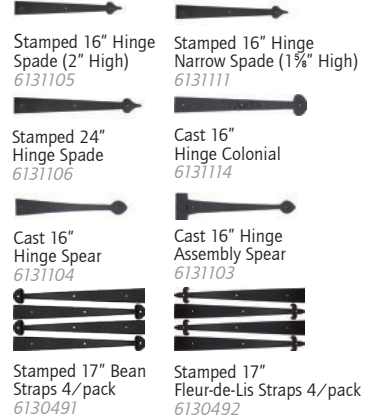 Stamped 16" Hinge
Spade (2" High)
6131105
Stamped 16" Hinge
Narrow Spade (1⅝" High)
6131111
Stamped 24"
Hinge Spade
6131106
Cast 16"
Hinge Colonial
6131114
Cast 16"
Hinge Spear
6131104
Cast 16" Hinge
Assembly Spear
6131103
Stamped 17" Bean
Straps 4/pack
6130491
Stamped 17"
Fleur-de-Lis Straps 4/pack
6130492